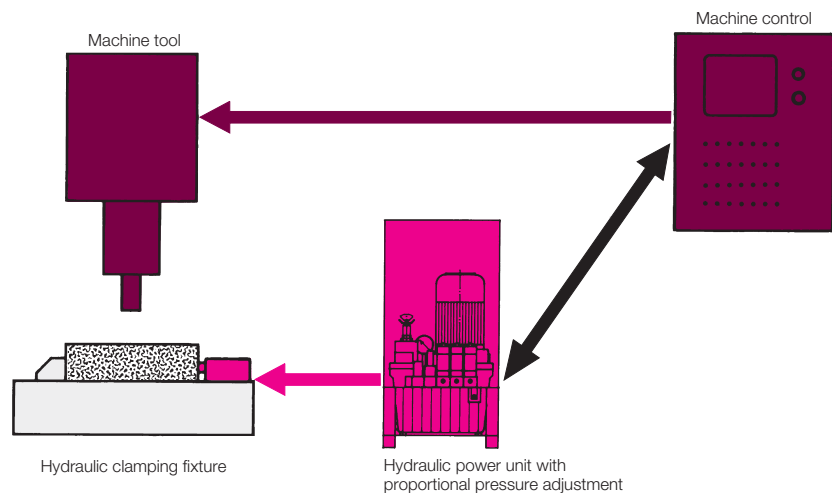 Machine control
Machine tool
Hydraulic clamping fixture
Hydraulic power unit with
proportional pressure adjustment